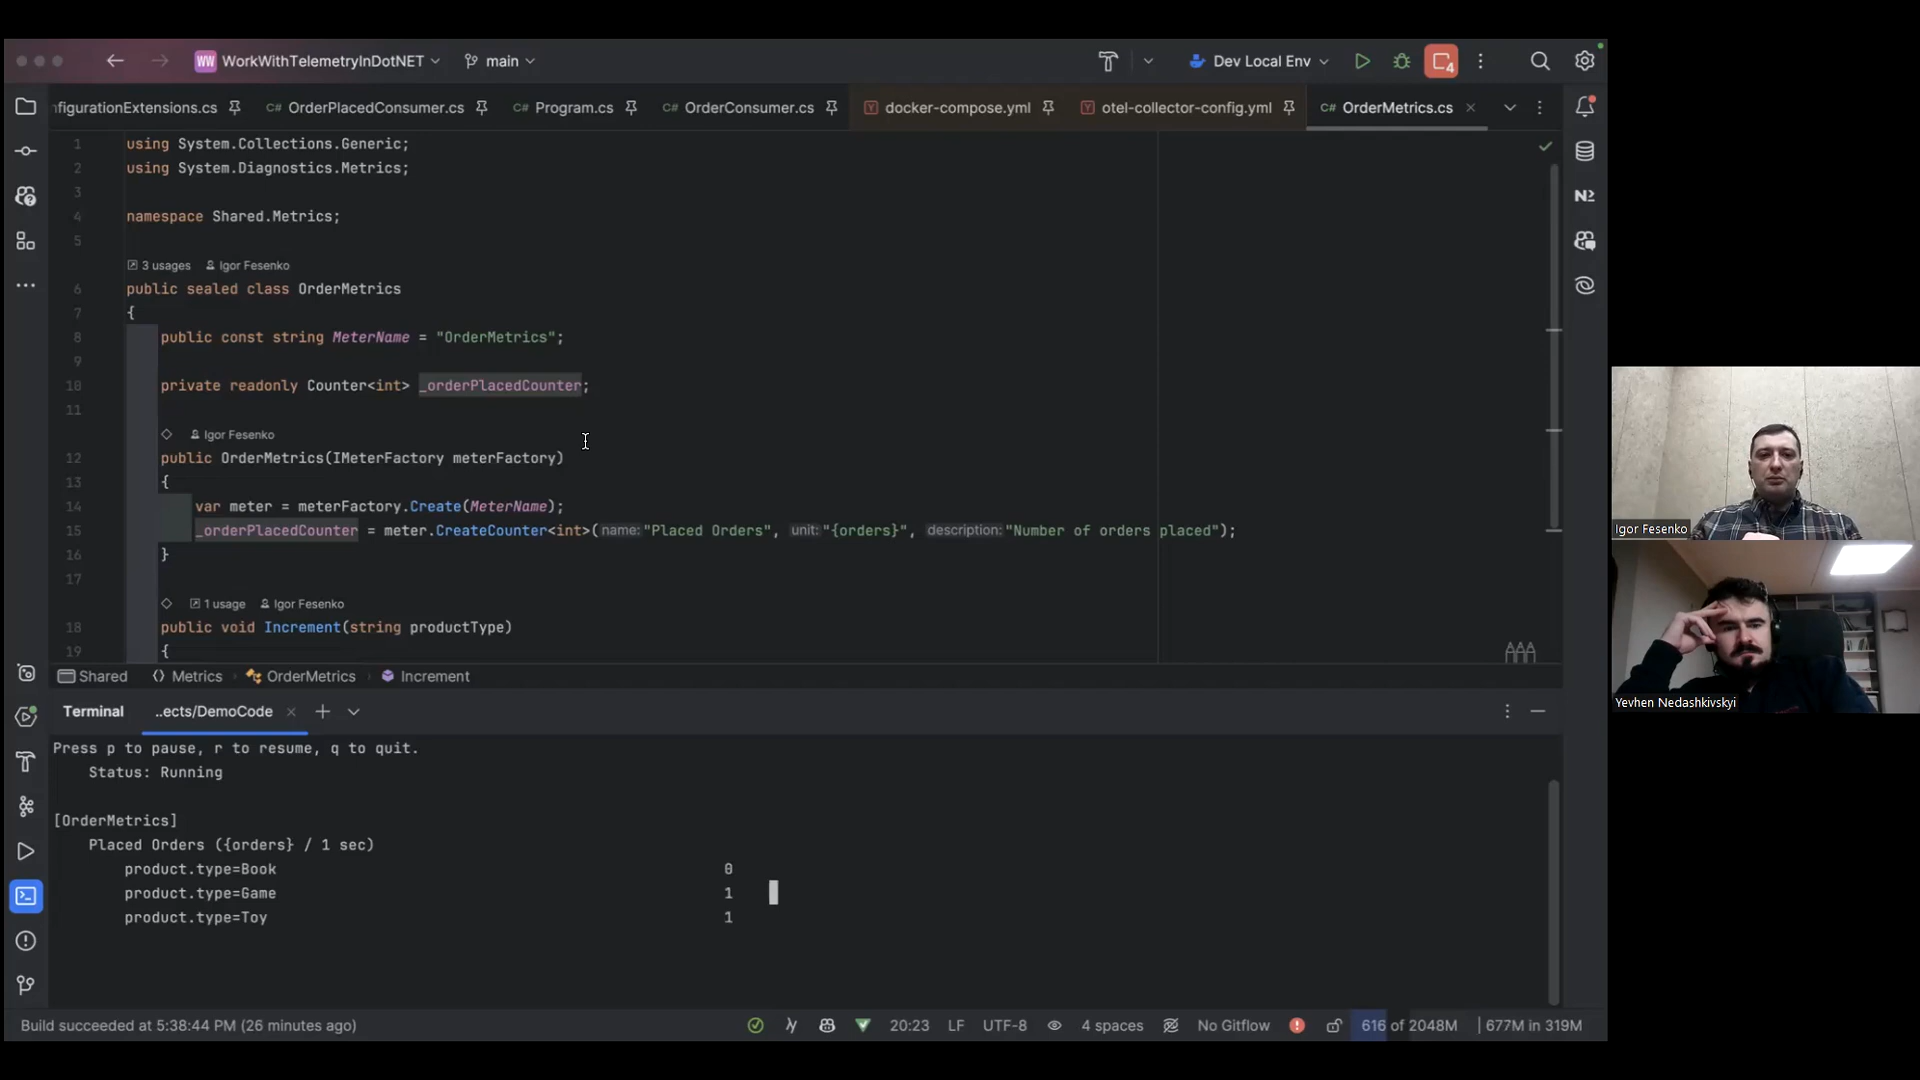 WW WorkWithTelemetryInDotNET main Dev Local Env 4
nfigurationExtensions.cs C# OrderPlacedConsumer.cs C# Program.cs C# OrderConsumer.cs docker-compose.yml otel-collector-config.yml C# OrderMetrics.cs
1 using System.Collections.Generic;
2 using System.Diagnostics.Metrics;
3
4 namespace Shared.Metrics;
5
3 usages Igor Fesenko
6 public sealed class OrderMetrics
7 {
8 public const string MeterName = "OrderMetrics";
9
10 private readonly Counter<int> _orderPlacedCounter;
11
Igor Fesenko
12 public OrderMetrics(IMeterFactory meterFactory)
13 {
14 var meter = meterFactory.Create(MeterName);
15 _orderPlacedCounter = meter.CreateCounter<int>(name: "Placed Orders", unit: "{orders}", description: "Number of orders placed");
16 }
17
1 usage Igor Fesenko
18 public void Increment(string productType)
19 {
Shared Metrics OrderMetrics Increment
Terminal ..ects/DemoCode
Press p to pause, r to resume, q to quit.
Status: Running
[OrderMetrics]
Placed Orders ({orders} / 1 sec)
product.type=Book 0
product.type=Game 1
product.type=Toy 1
Build succeeded at 5:38:44 PM (26 minutes ago) 20:23 LF UTF-8 4 spaces No Gitflow 616 of 2048M 677M in 319M
Igor Fesenko
Yevhen Nedashkivskyi